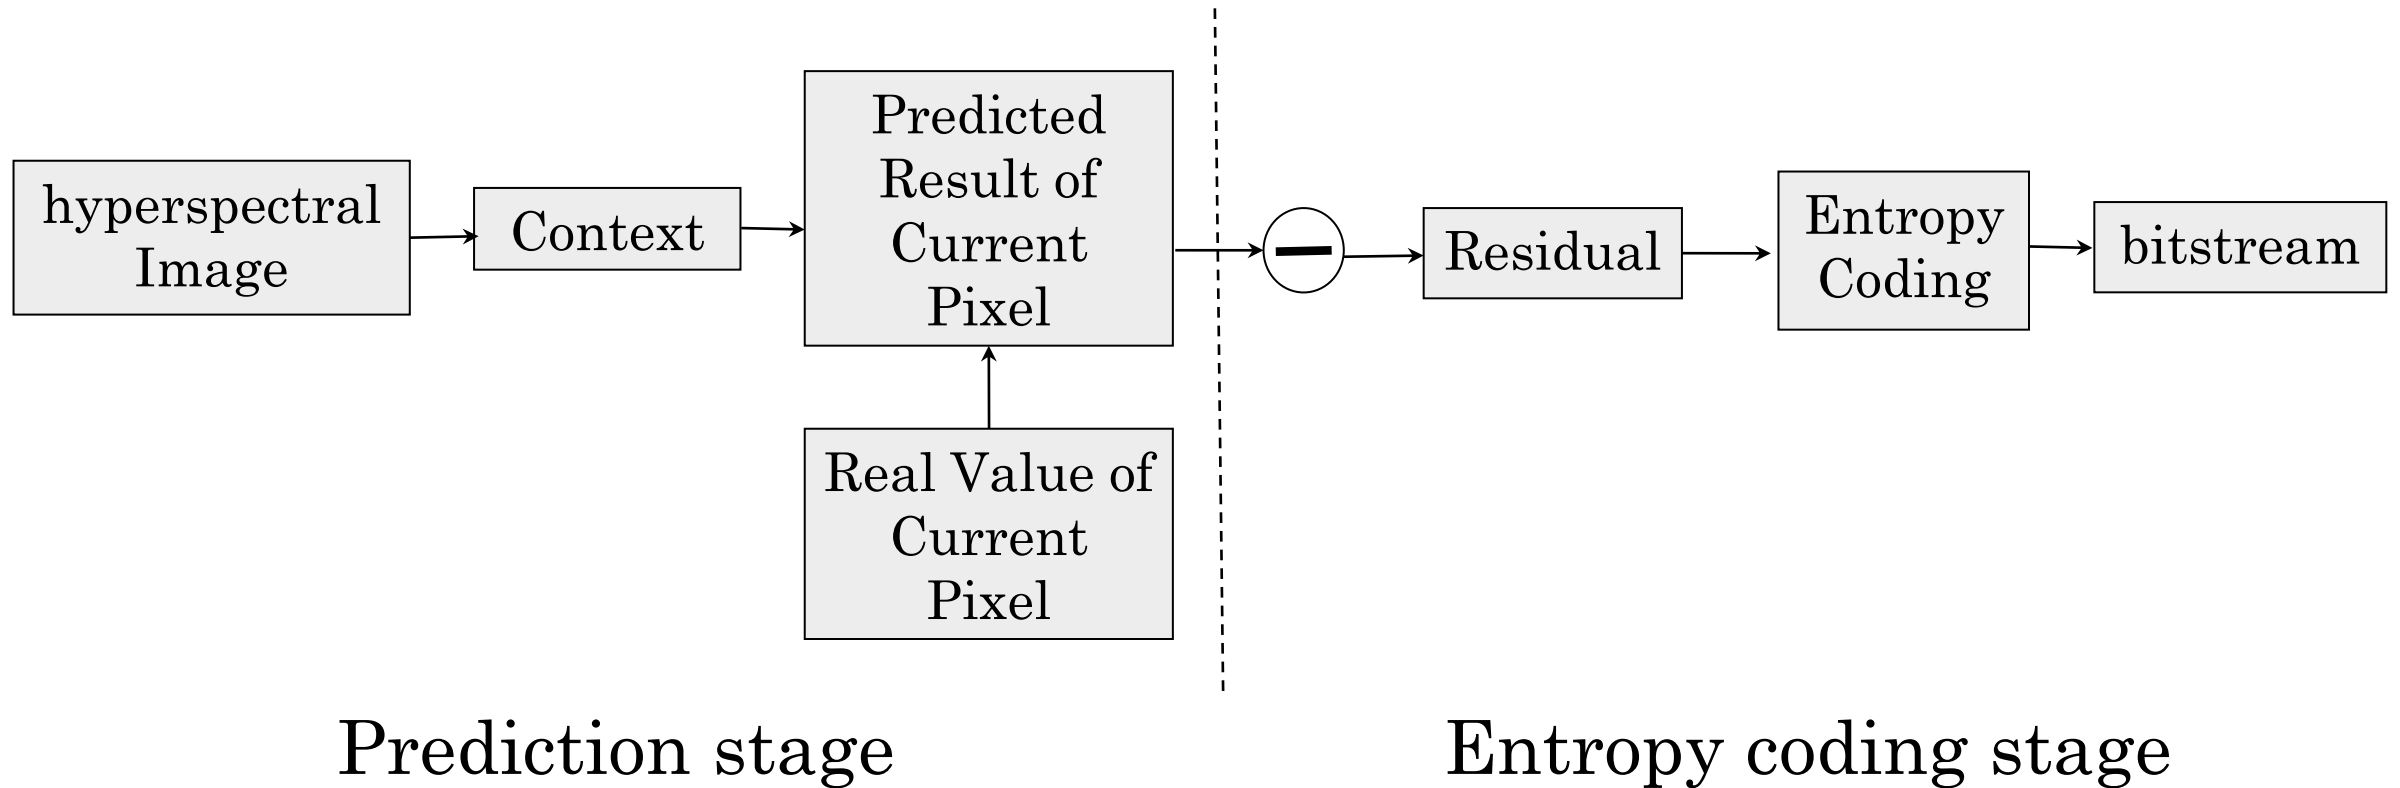 hyperspectral
Image
Context
Predicted
Result of
Current
Pixel
Real Value of
Current
Pixel
Residual
Entropy
Coding
bitstream
Prediction stage
Entropy coding stage